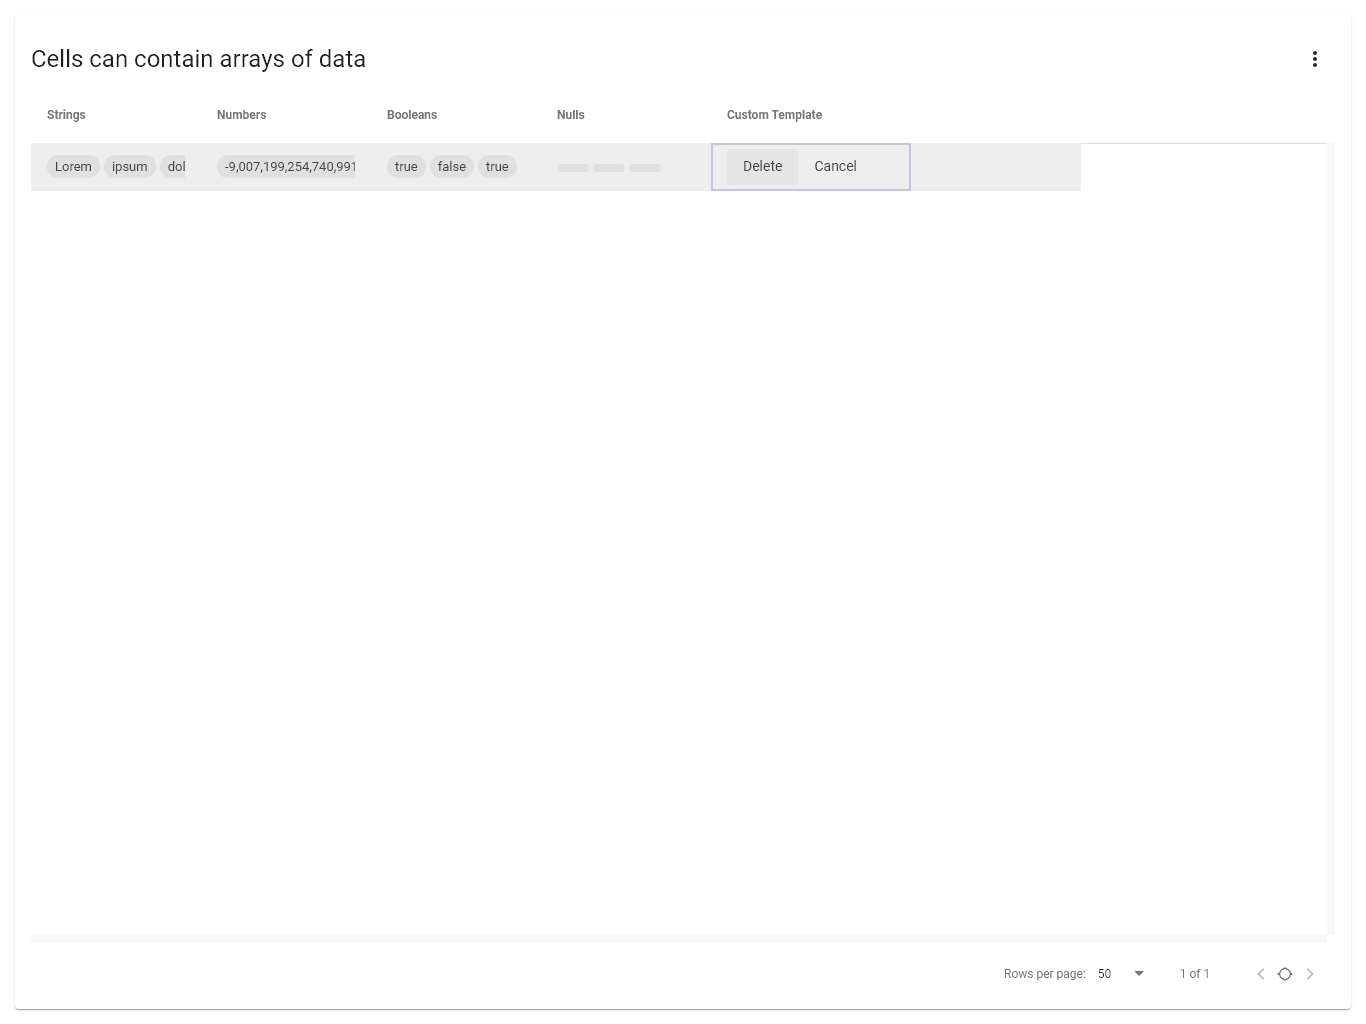 Cells can contain arrays of data
Strings Numbers Booleans Nulls Custom Template
Lorem ipsum dol -9,007,199,254,740,991 true false true Delete Cancel
Rows per page: 50 1 of 1